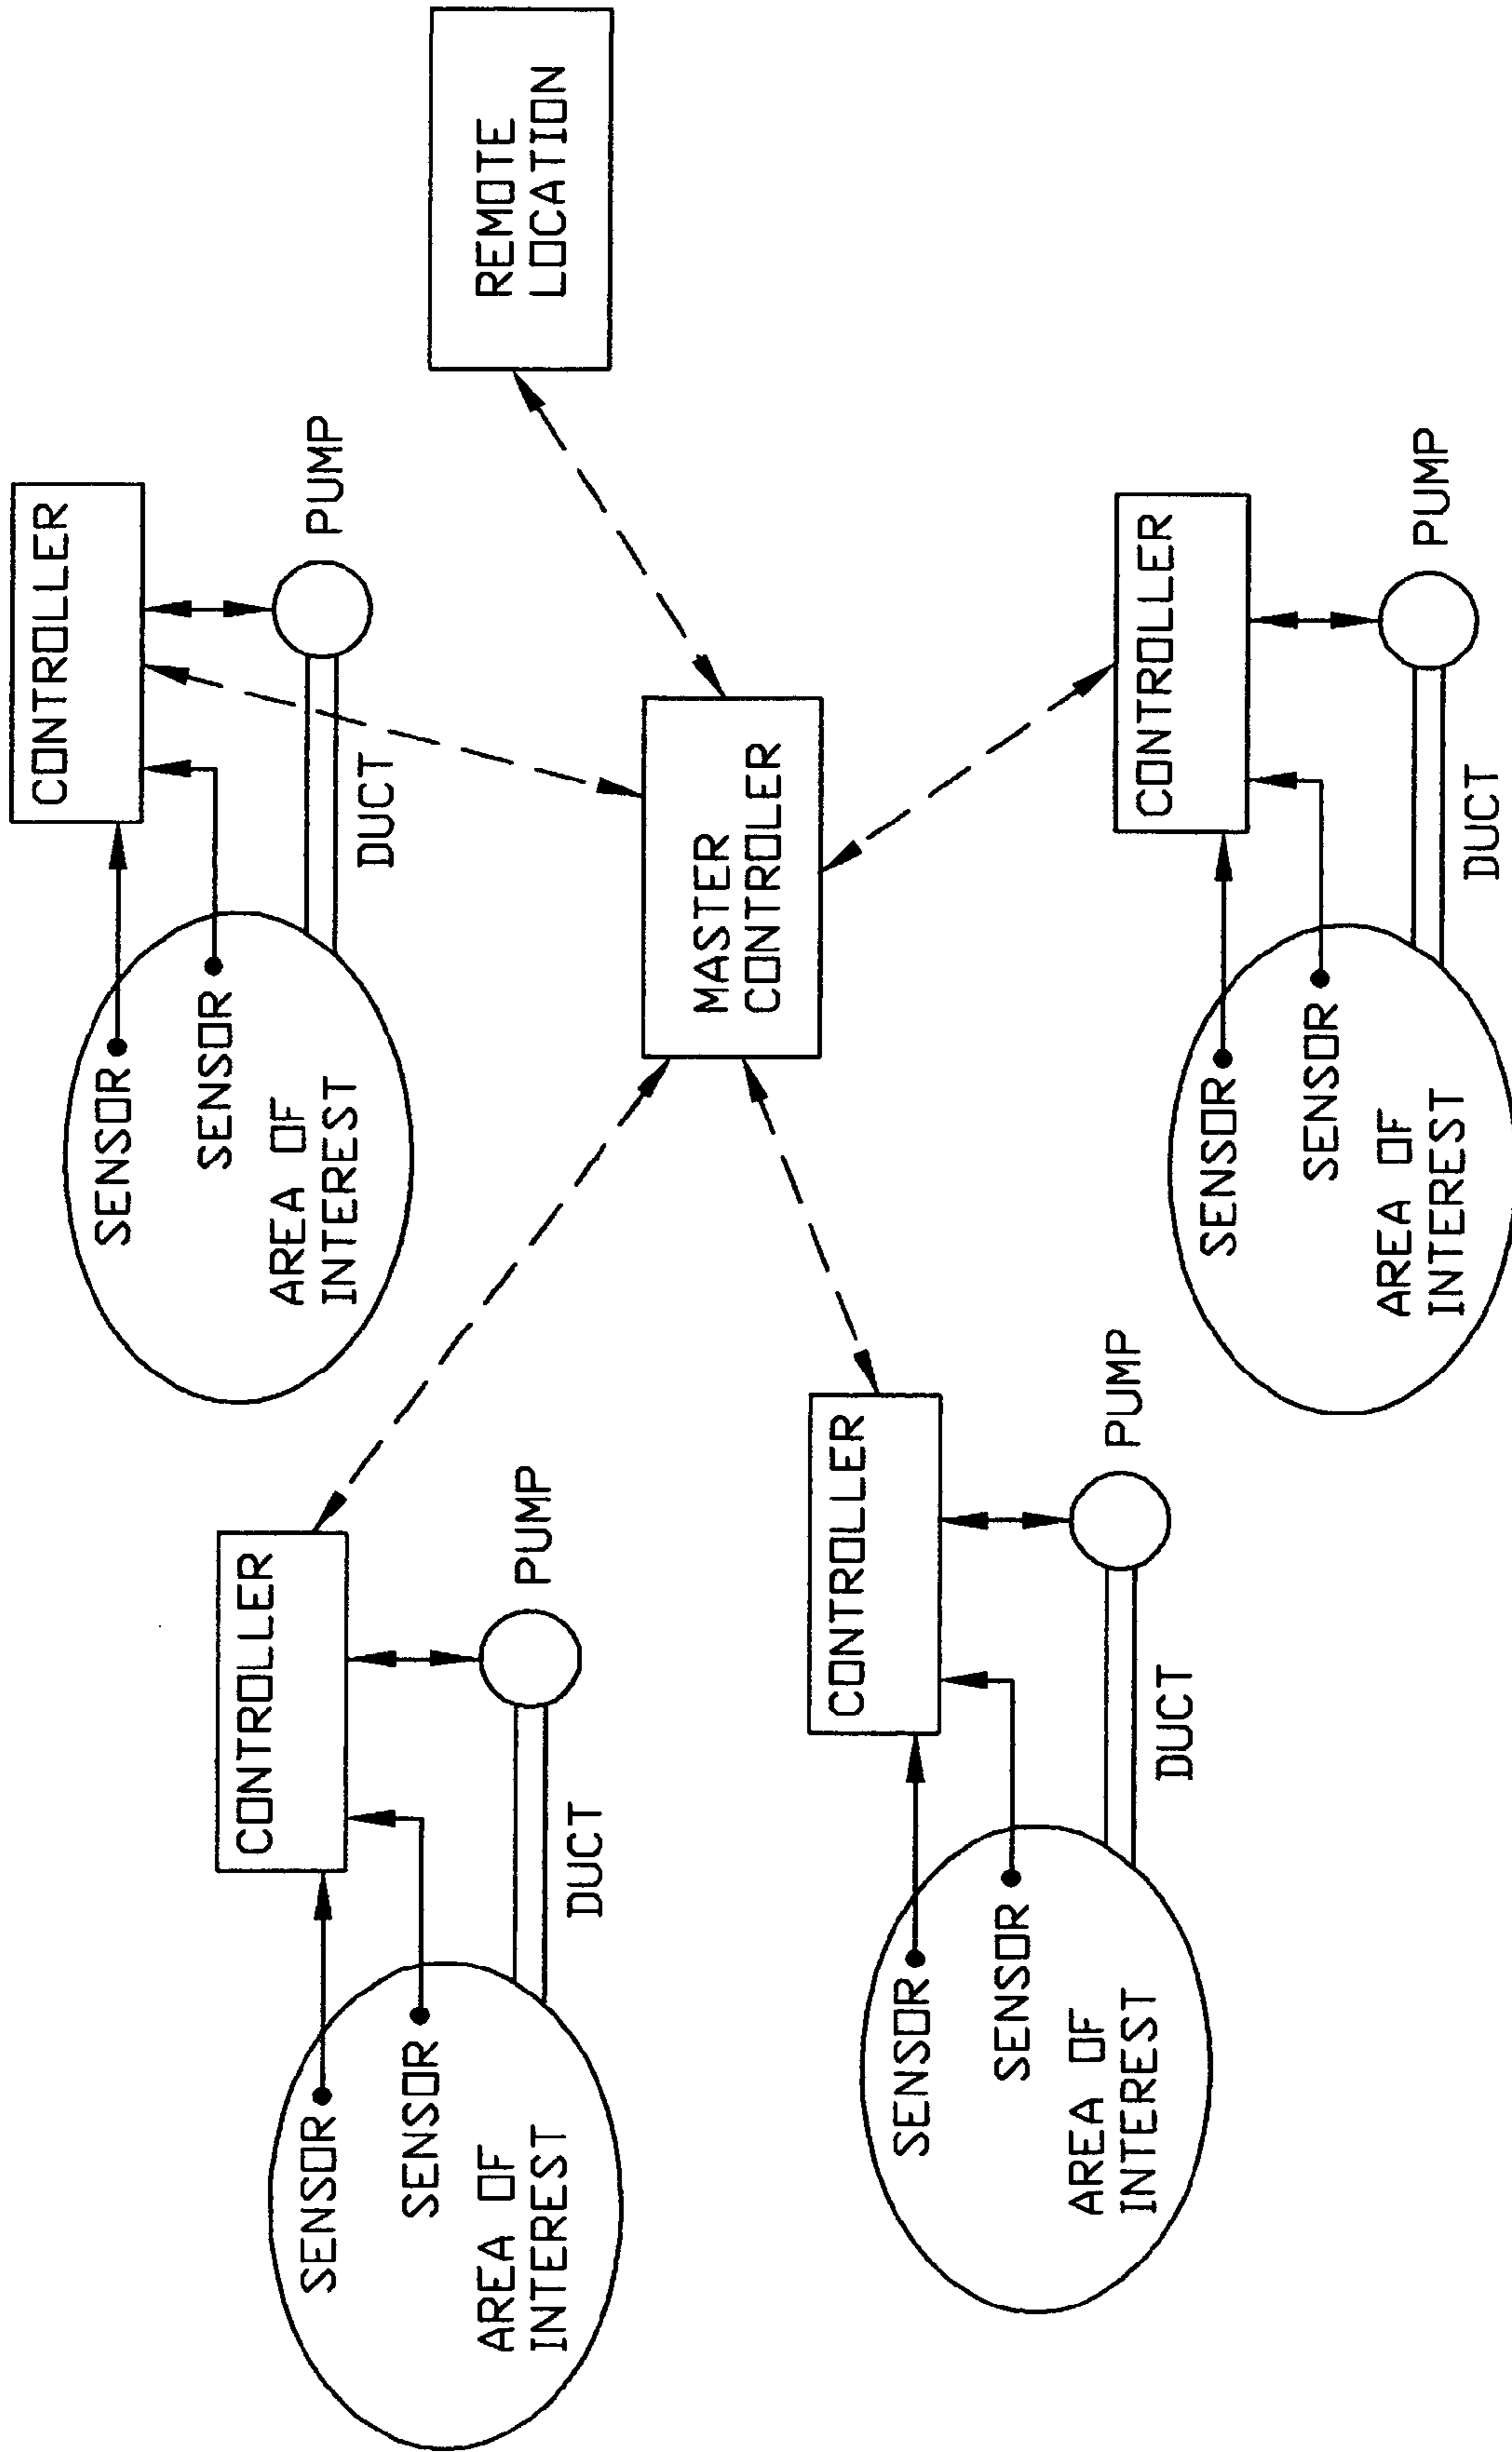 CONTROLLER
SENSOR
SENSOR
AREA OF
INTEREST
DUCT
PUMP
CONTROLLER
SENSOR
SENSOR
AREA OF
INTEREST
DUCT
PUMP
REMOTE
LOCATION
MASTER
CONTROLLER
CONTROLLER
SENSOR
SENSOR
AREA OF
INTEREST
DUCT
PUMP
CONTROLLER
SENSOR
SENSOR
AREA OF
INTEREST
DUCT
PUMP